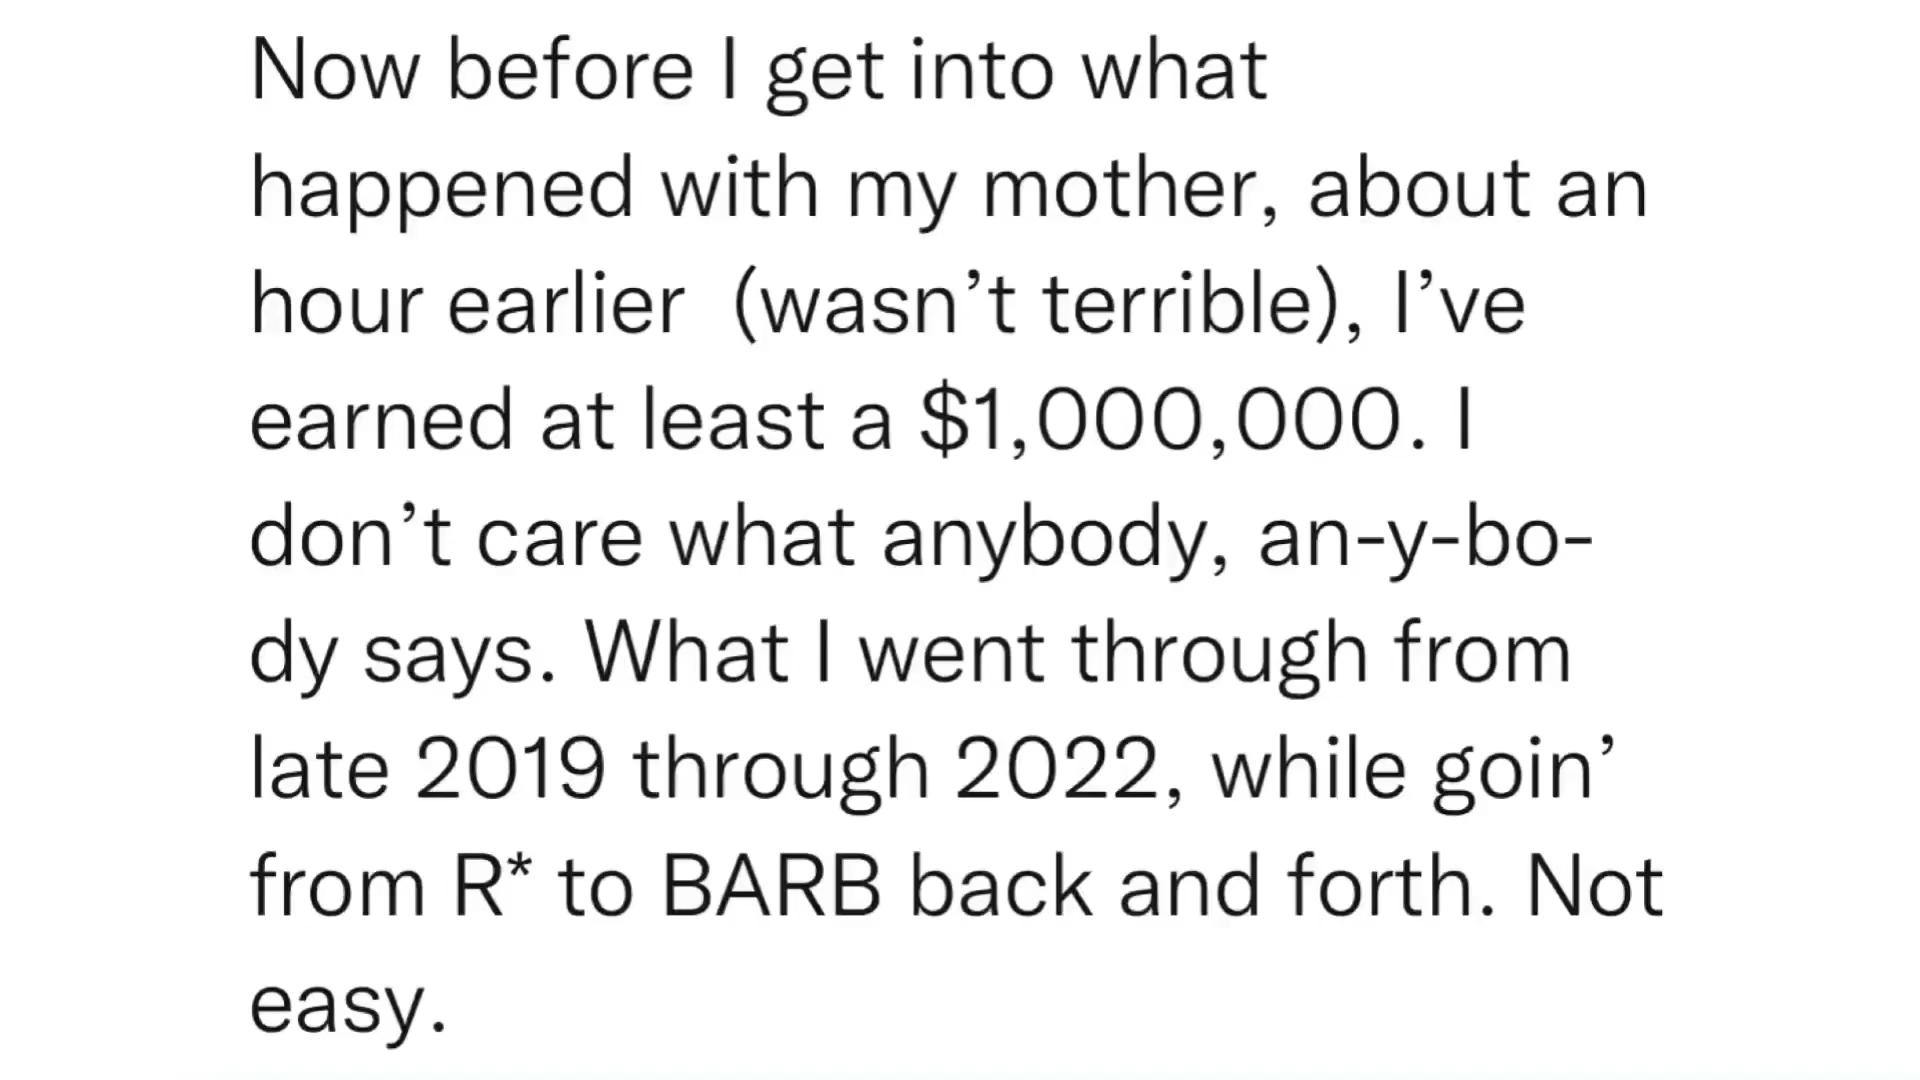 Now before I get into what
happened with my mother, about an
hour earlier  (wasn’t terrible), I’ve
earned at least a $1,000,000. I
don’t care what anybody, an-y-bo-
dy says. What I went through from
late 2019 through 2022, while goin’
from R* to BARB back and forth. Not
easy.